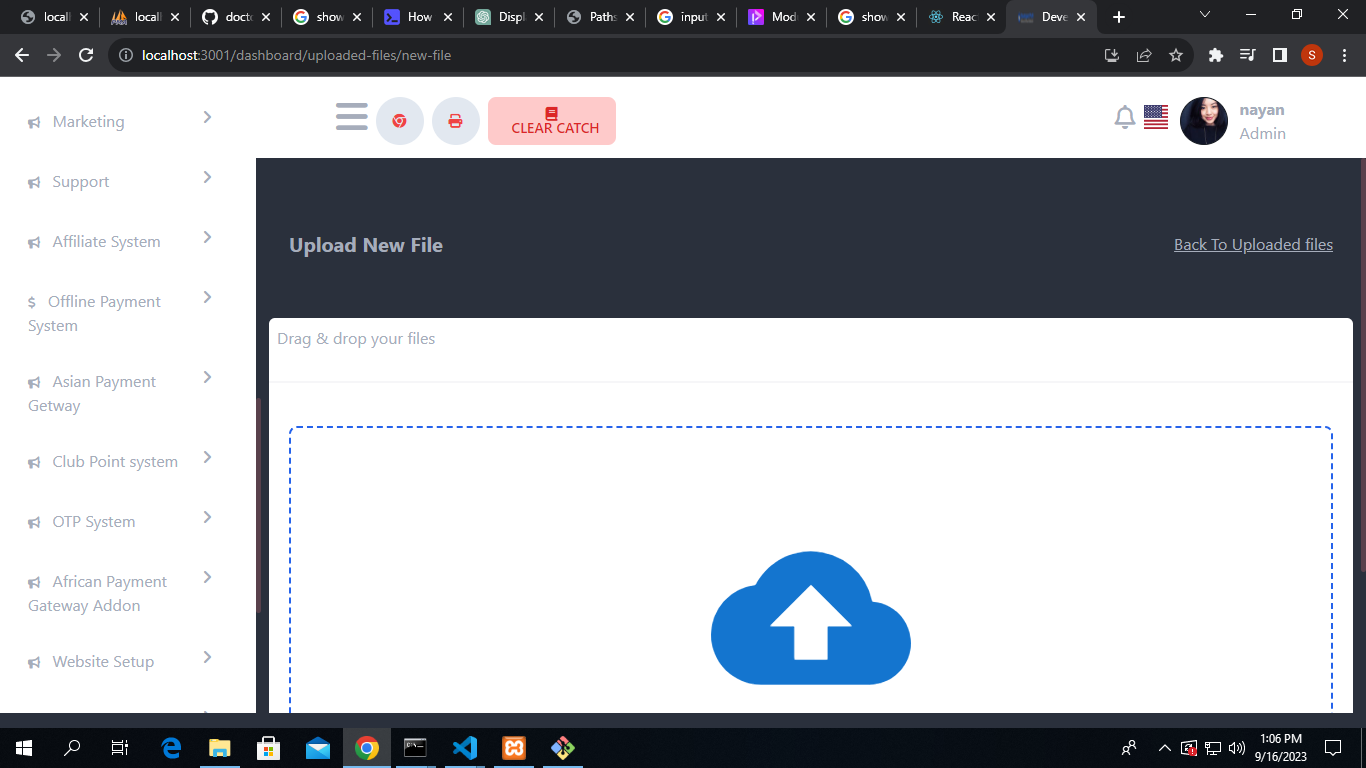 locall
locall
docto
show
How
Displ
Paths
input
Mode
show
Reac
Deve
localhost:3001/dashboard/uploaded-files/new-file
S
Marketing
Support
Affiliate System
$ Offline Payment
System
Asian Payment
Getway
Club Point system
OTP System
African Payment
Gateway Addon
Website Setup
CLEAR CATCH
nayan
Admin
Upload New File
Back To Uploaded files
Drag & drop your files
1:06 PM
9/16/2023